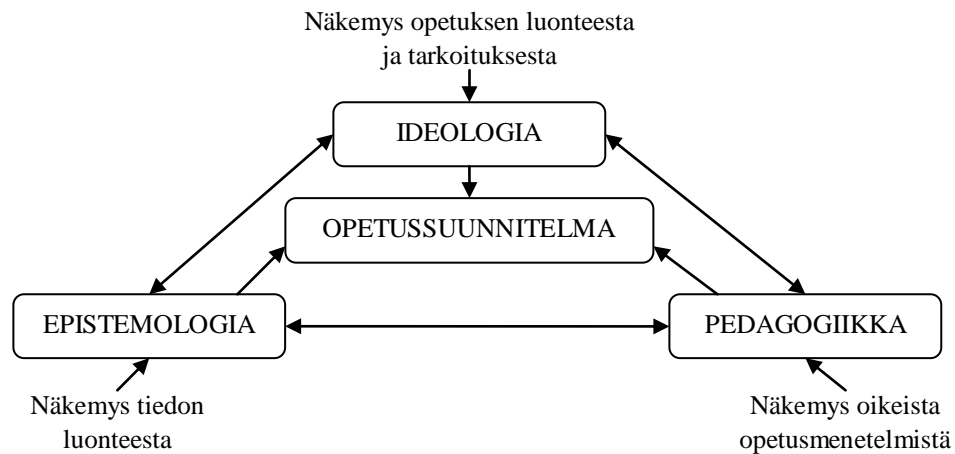 Näkemys opetuksen luonteesta
ja tarkoituksesta
IDEOLOGIA
OPETUSSUUNNITELMA
EPISTEMOLOGIA
PEDAGOGIIKKA
Näkemys tiedon
luonteesta
Näkemys oikeista
opetusmenetelmistä